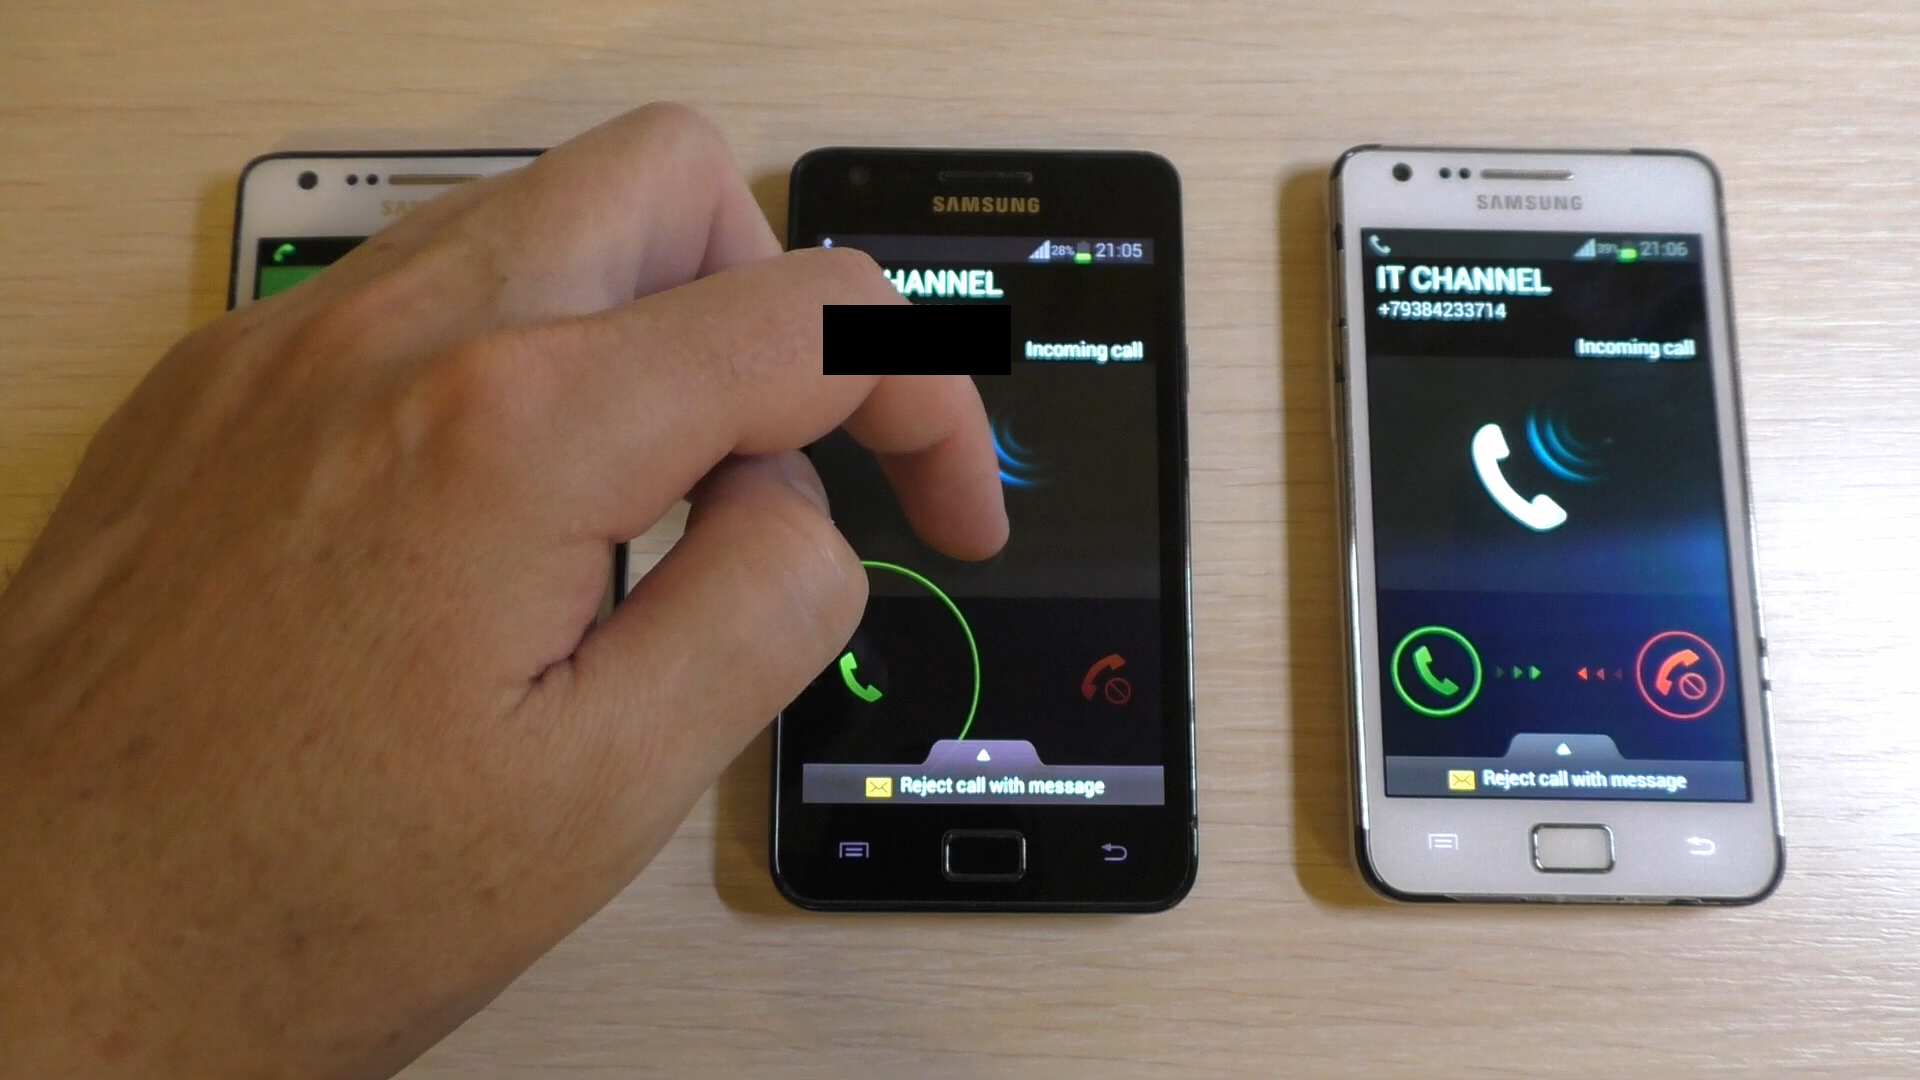 SAMSUNG
28% 21:05
HANNEL
Incoming call
Reject call with message
SAMSUNG
39% 21:06
IT CHANNEL
+79384233714
Incoming call
Reject call with message